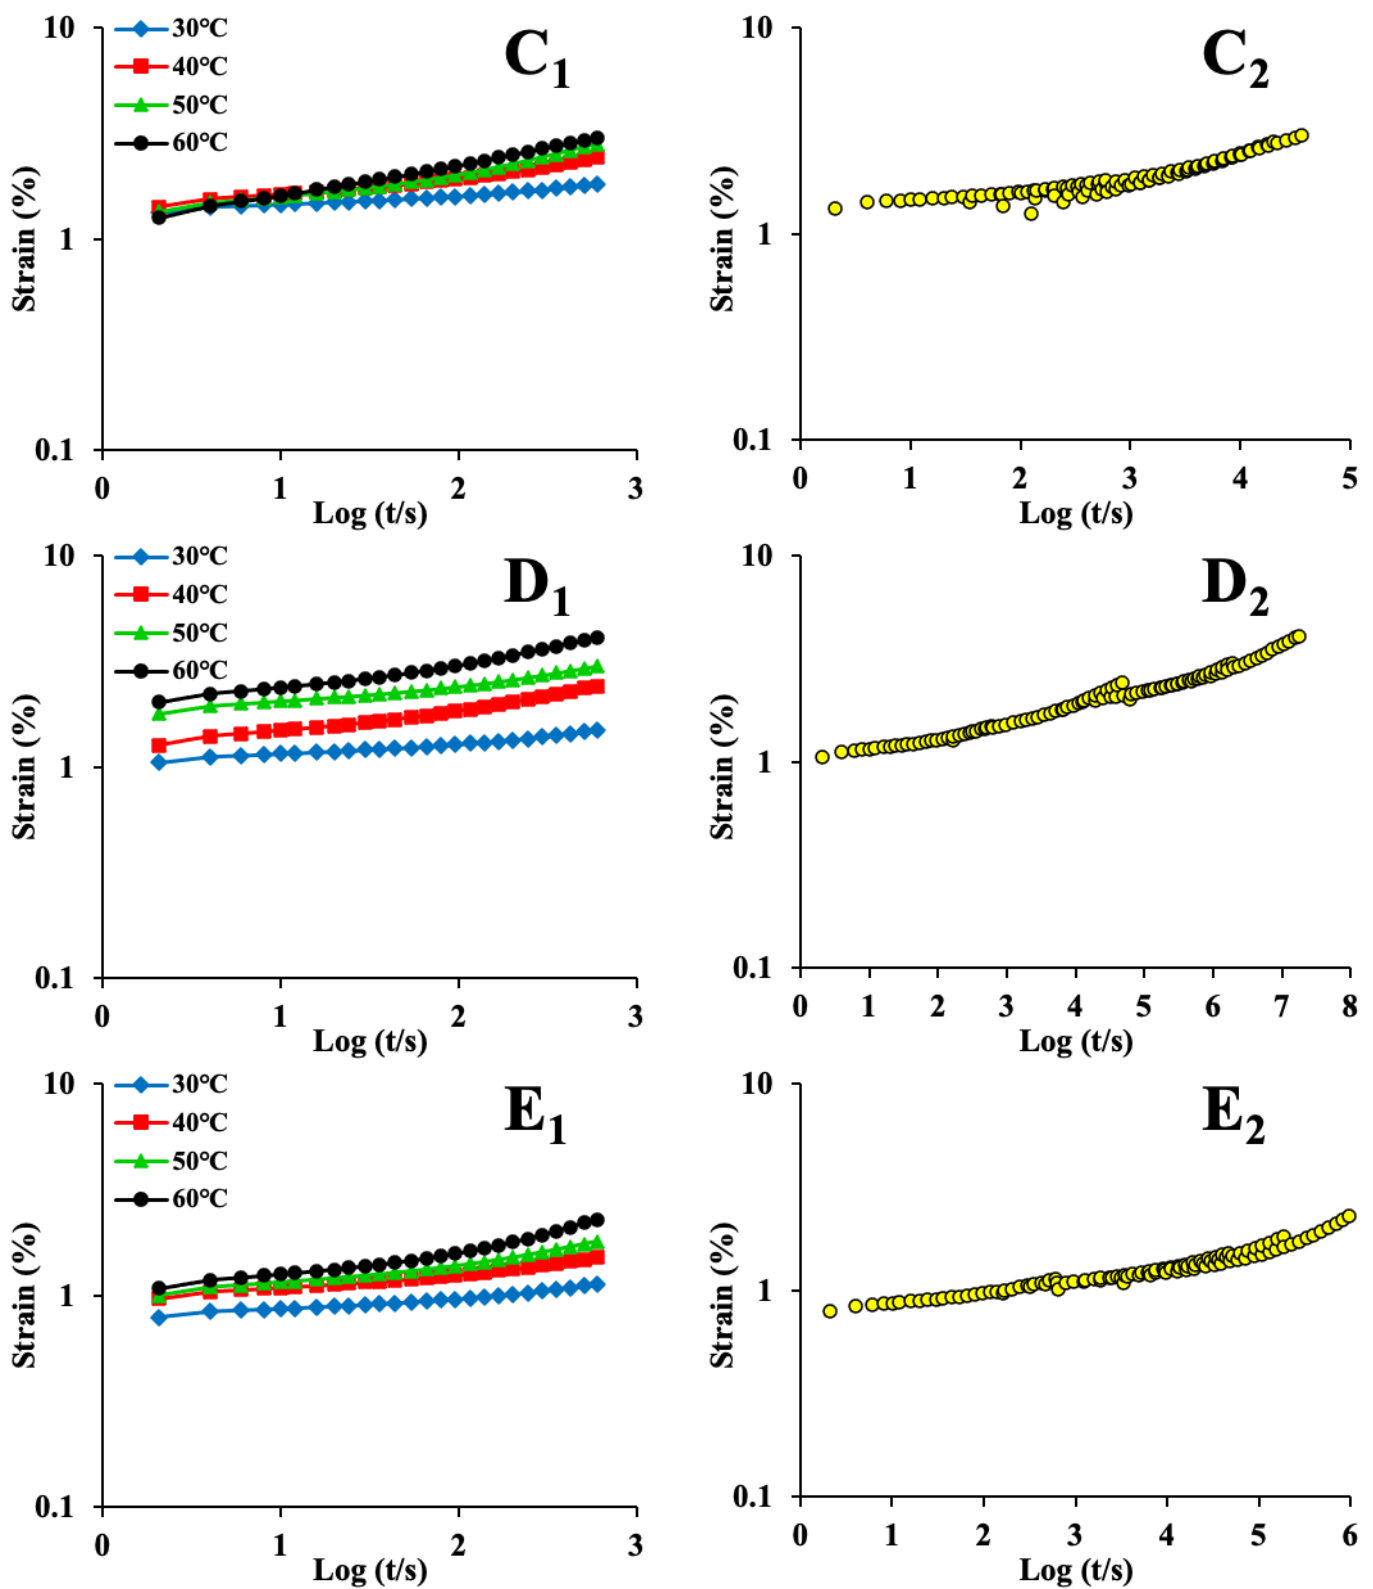 C1
10
1
0.1
Strain (%)
30°C
40°C
50°C
60°C
0 1 2 3
Log (t/s)
C2
10
1
0.1
Strain (%)
0 1 2 3 4 5
Log (t/s)
D1
10
1
0.1
Strain (%)
30°C
40°C
50°C
60°C
0 1 2 3
Log (t/s)
D2
10
1
0.1
Strain (%)
0 1 2 3 4 5 6 7 8
Log (t/s)
E1
10
1
0.1
Strain (%)
30°C
40°C
50°C
60°C
0 1 2 3
Log (t/s)
E2
10
1
0.1
Strain (%)
0 1 2 3 4 5 6
Log (t/s)